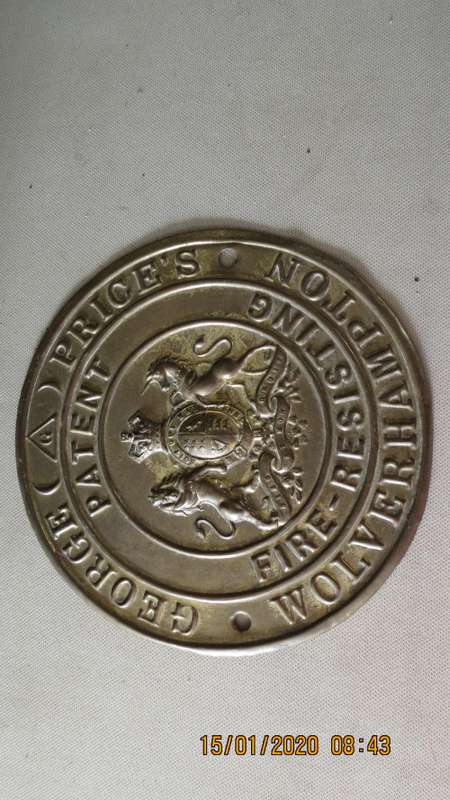 GEORGE (G) PRICE'S
PATENT
FIRE-RESISTING
WOLVERHAMPTON
15/01/2020 08:43